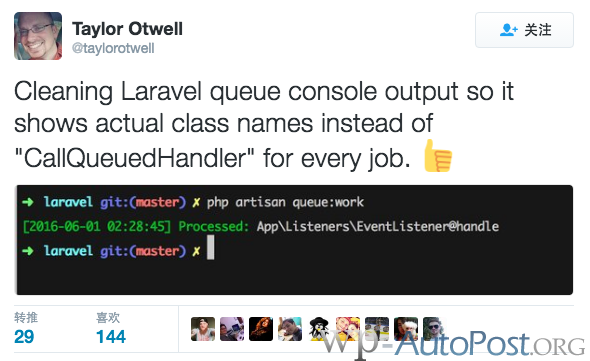 Taylor Otwell
@taylorotwell
关注
Cleaning Laravel queue console output so it
shows actual class names instead of
"CallQueuedHandler" for every job. 👍
➜ laravel git:(master) ✗ php artisan queue:work
[2016-06-01 02:28:45] Processed: App\Listeners\EventListener@handle
➜ laravel git:(master) ✗
转推
喜欢
29
144
WP-AutoPost.ORG